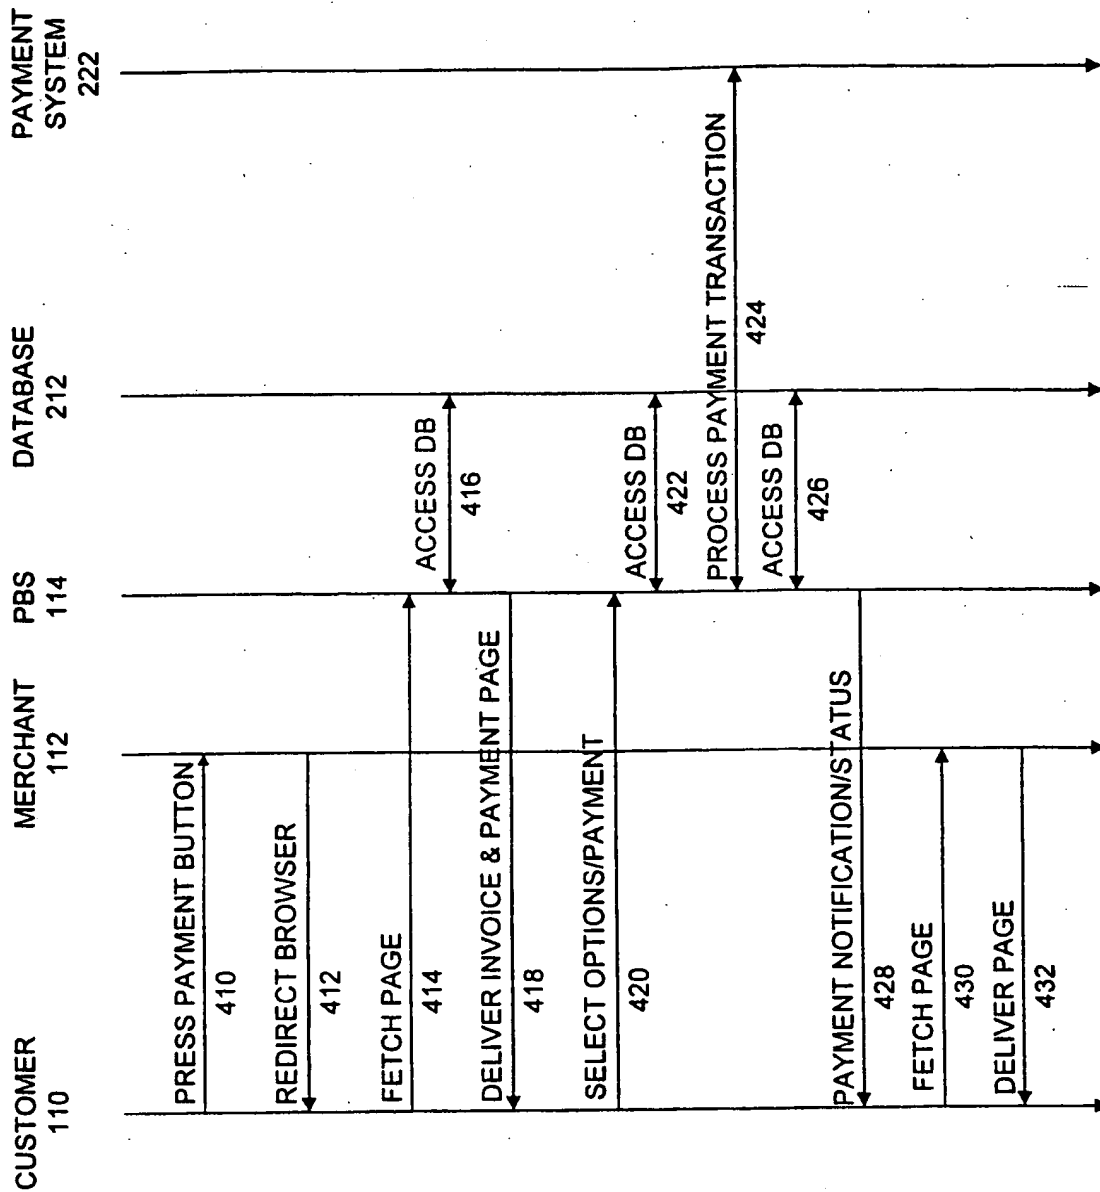 CUSTOMER
110
MERCHANT
112
PBS
114
DATABASE
212
PAYMENT
SYSTEM
222
PRESS PAYMENT BUTTON
410
REDIRECT BROWSER
412
FETCH PAGE
414
ACCESS DB
416
DELIVER INVOICE & PAYMENT PAGE
418
SELECT OPTIONS/PAYMENT
420
ACCESS DB
422
PROCESS PAYMENT TRANSACTION
424
ACCESS DB
426
PAYMENT NOTIFICATION/STATUS
428
FETCH PAGE
430
DELIVER PAGE
432